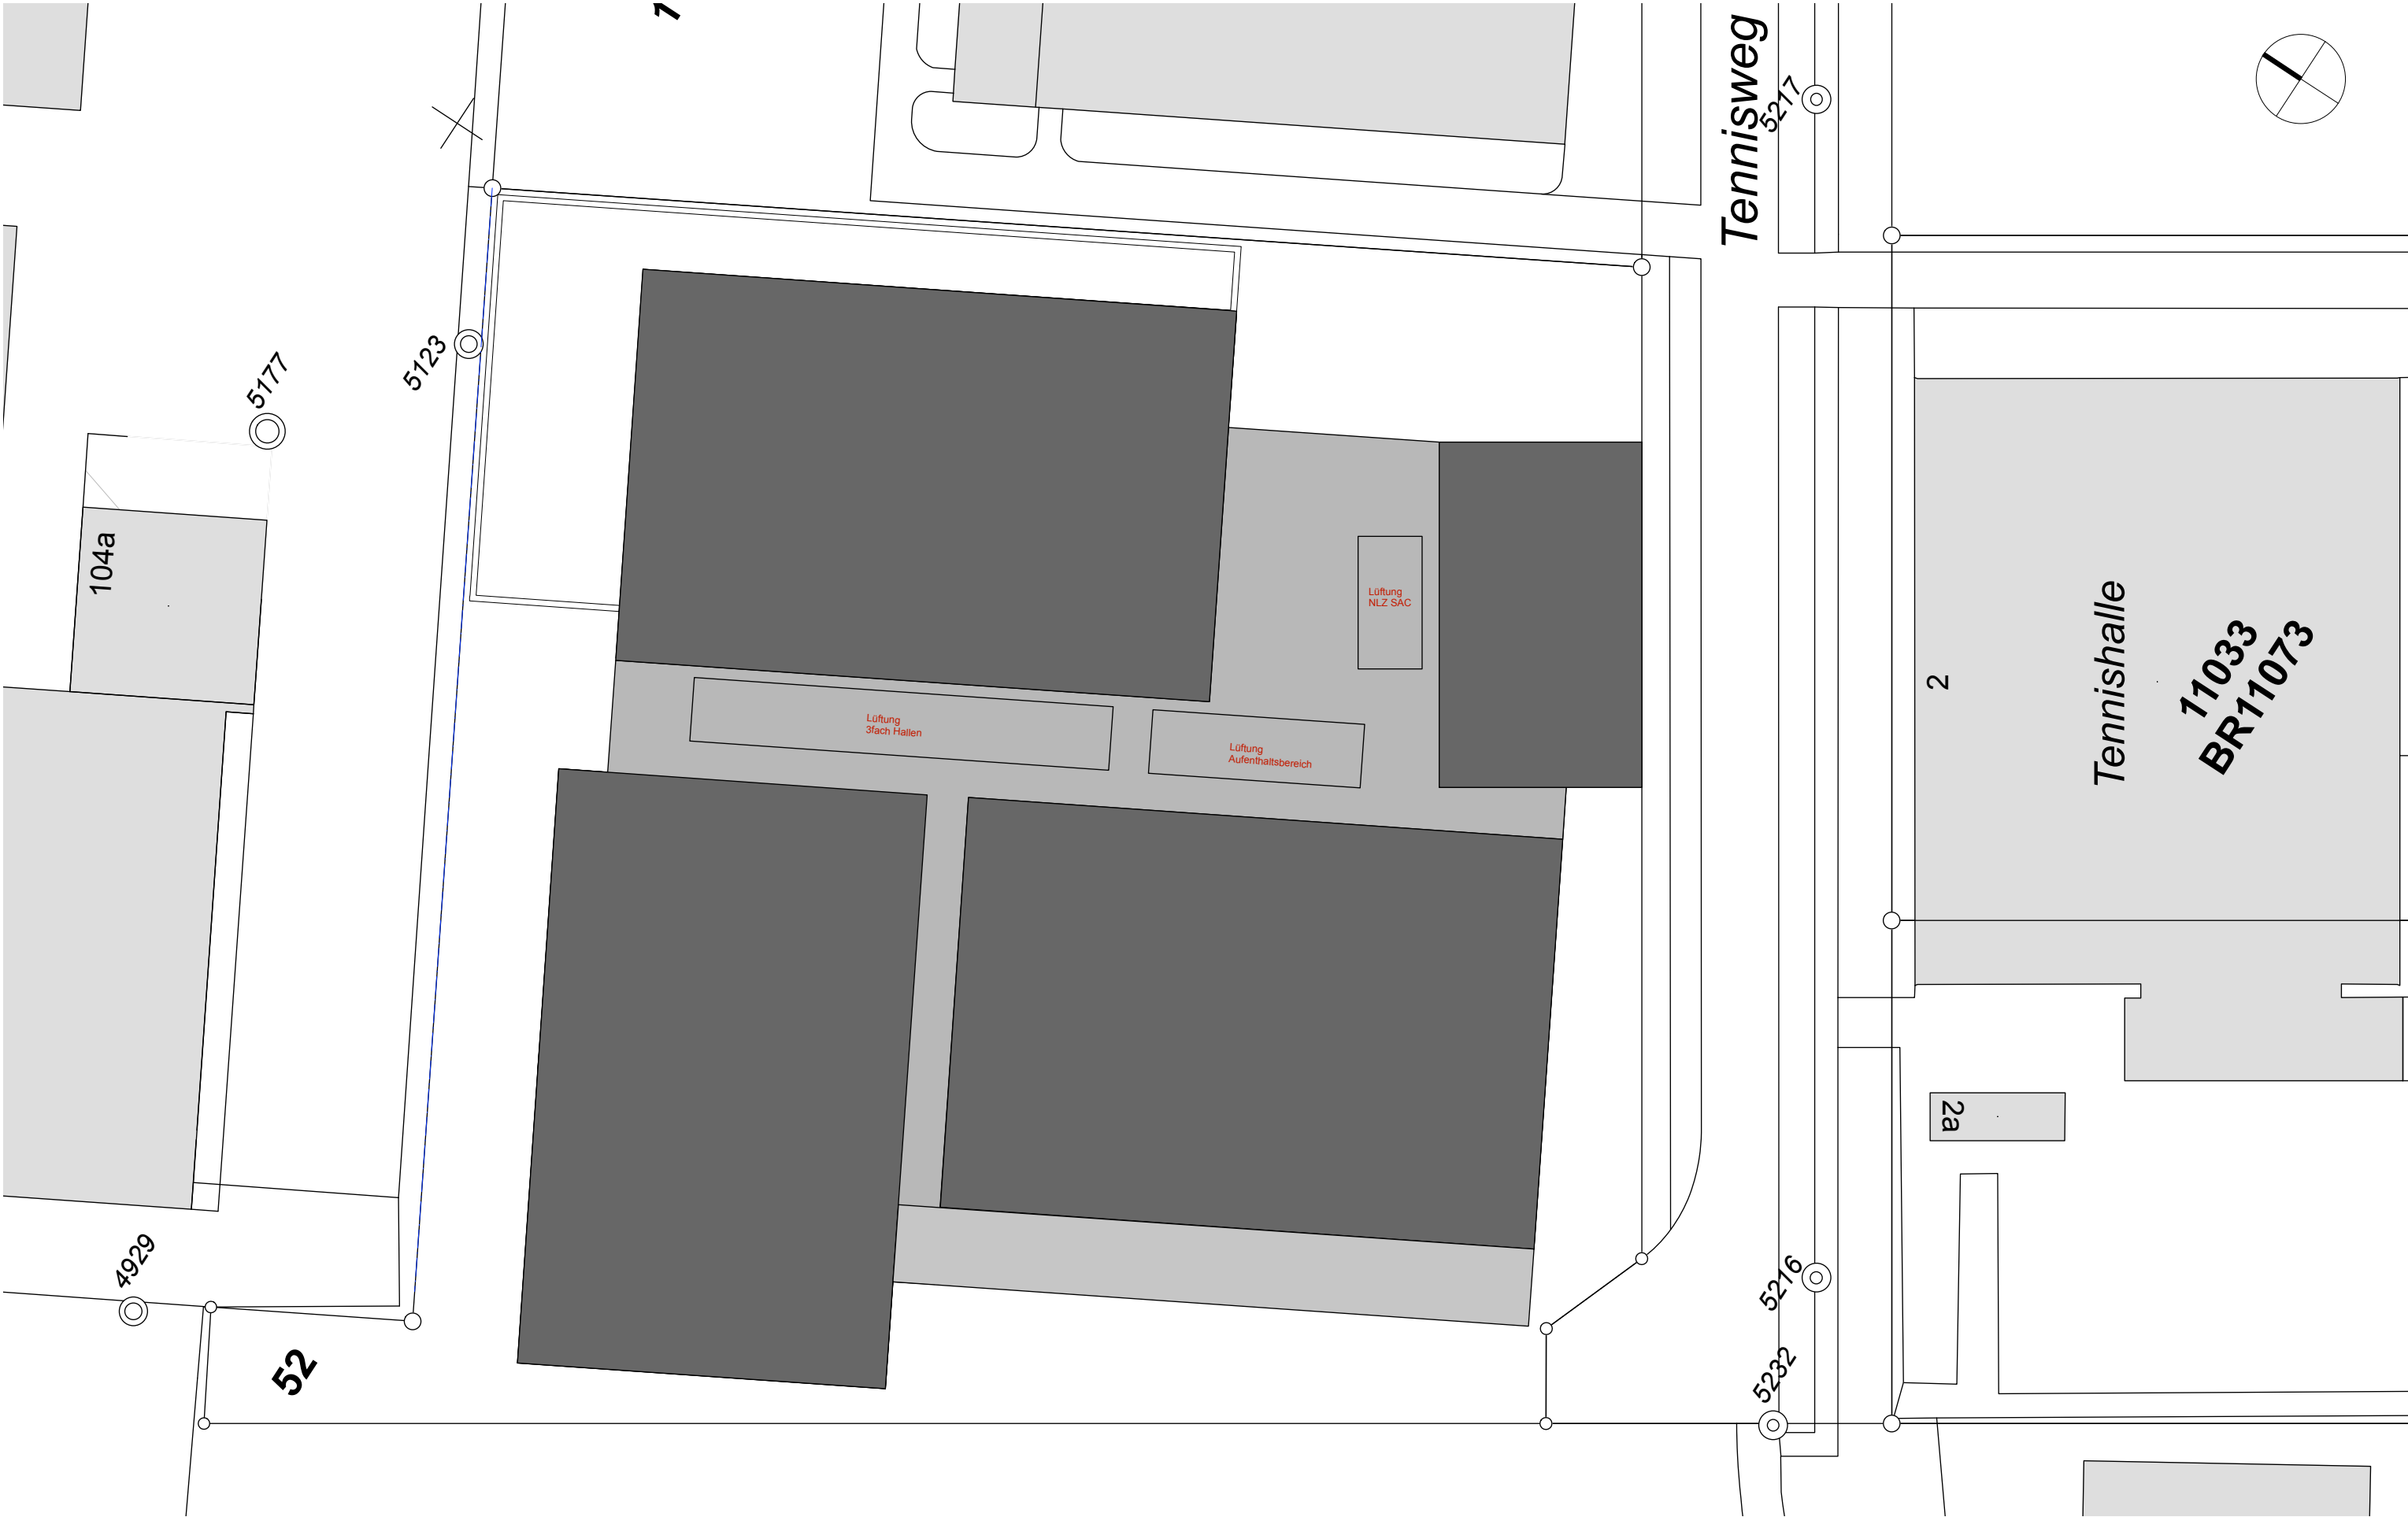 Tennisweg
5217
5123
5177
104a
Lüftung
NLZ SAC
Lüftung
3fach Hallen
Lüftung
Aufenthaltsbereich
2
Tennishalle
11033
BR11073
2a
4929
52
5216
5232